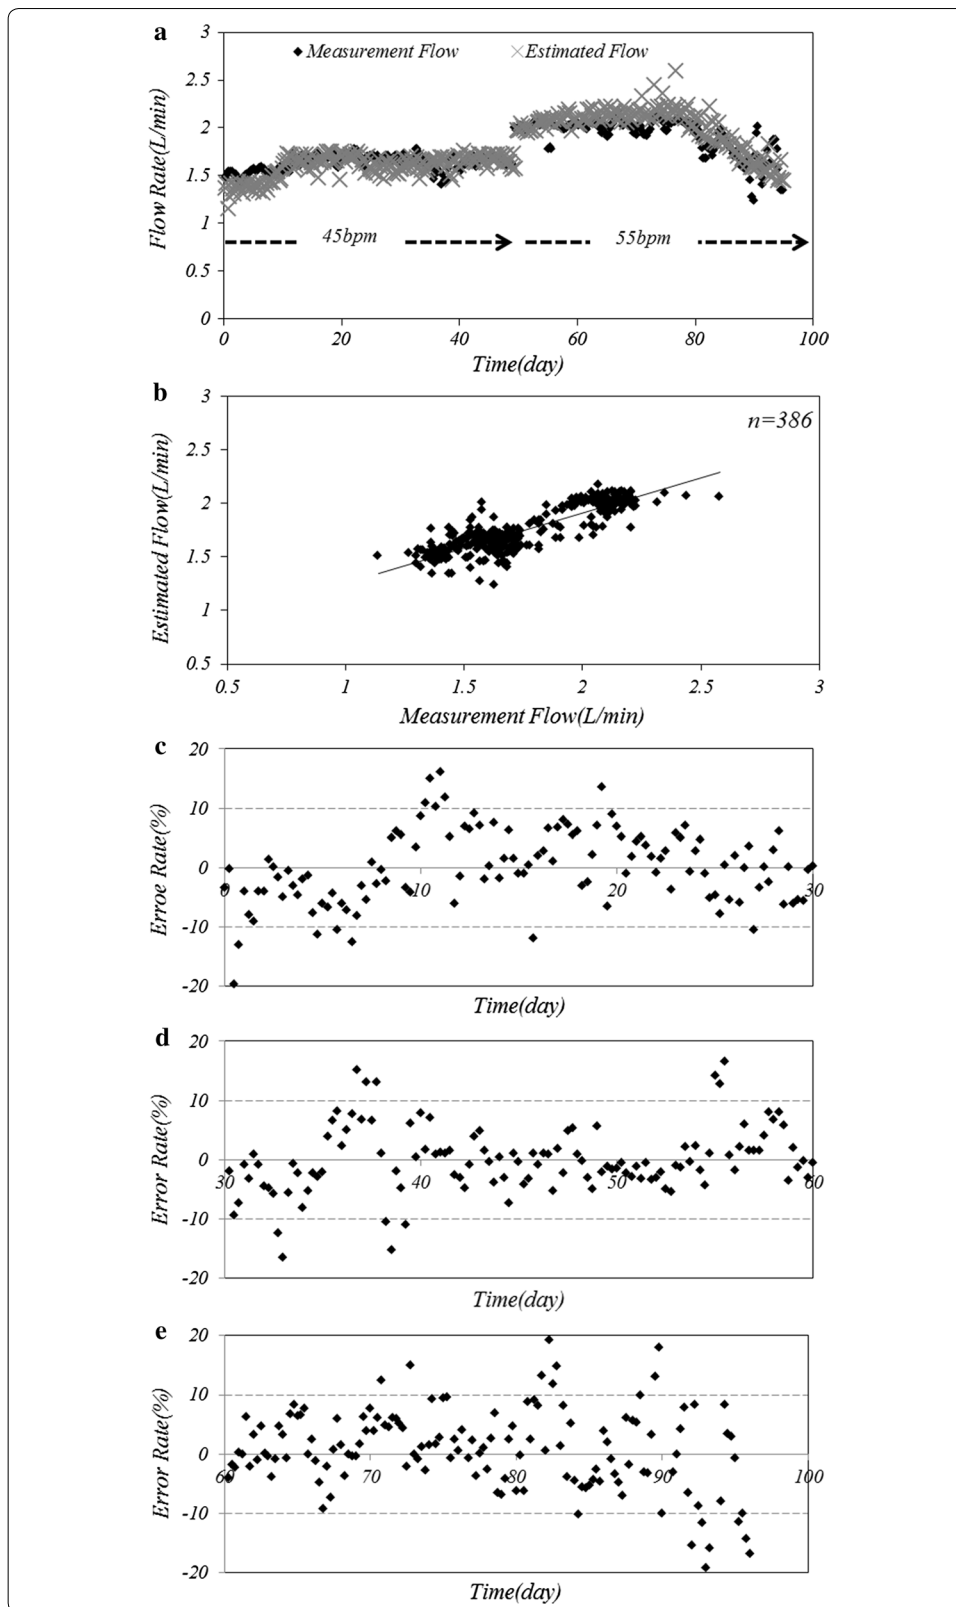 a
3
2.5
2
1.5
1
0.5
0
Flow Rate(L/min)
Measurement Flow
Estimated Flow
45bpm
55bpm
0 20 40 60 80 100
Time(day)
b
3
2.5
2
1.5
1
0.5
Estimated Flow(L/min)
n=386
0.5 1 1.5 2 2.5 3
Measurement Flow(L/min)
c
20
10
0
-10
-20
Erroe Rate(%)
0 10 20 30
Time(day)
d
20
10
0
-10
-20
Error Rate(%)
30 40 50 60
Time(day)
e
20
10
0
-10
-20
Error Rate(%)
60 70 80 90 100
Time(day)